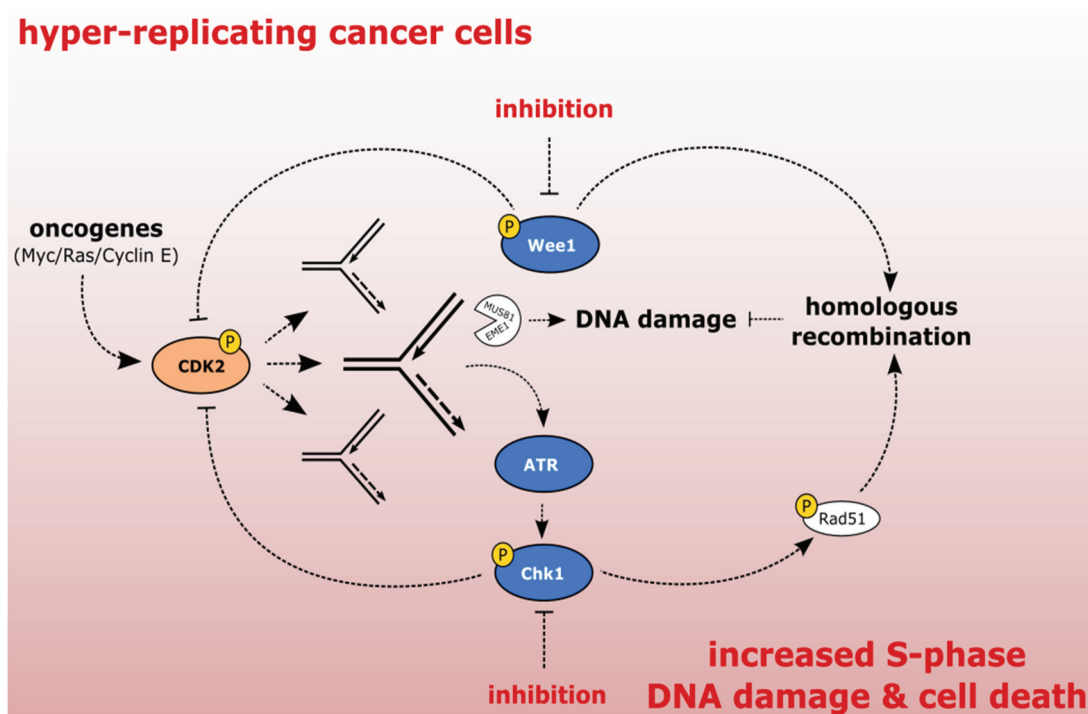 hyper-replicating cancer cells
inhibition
P
Wee1
oncogenes
(Myc/Ras/Cyclin E)
MUS81
EME1
DNA damage
homologous
recombination
P
CDK2
ATR
P
Rad51
P
Chk1
inhibition
increased S-phase
DNA damage & cell death